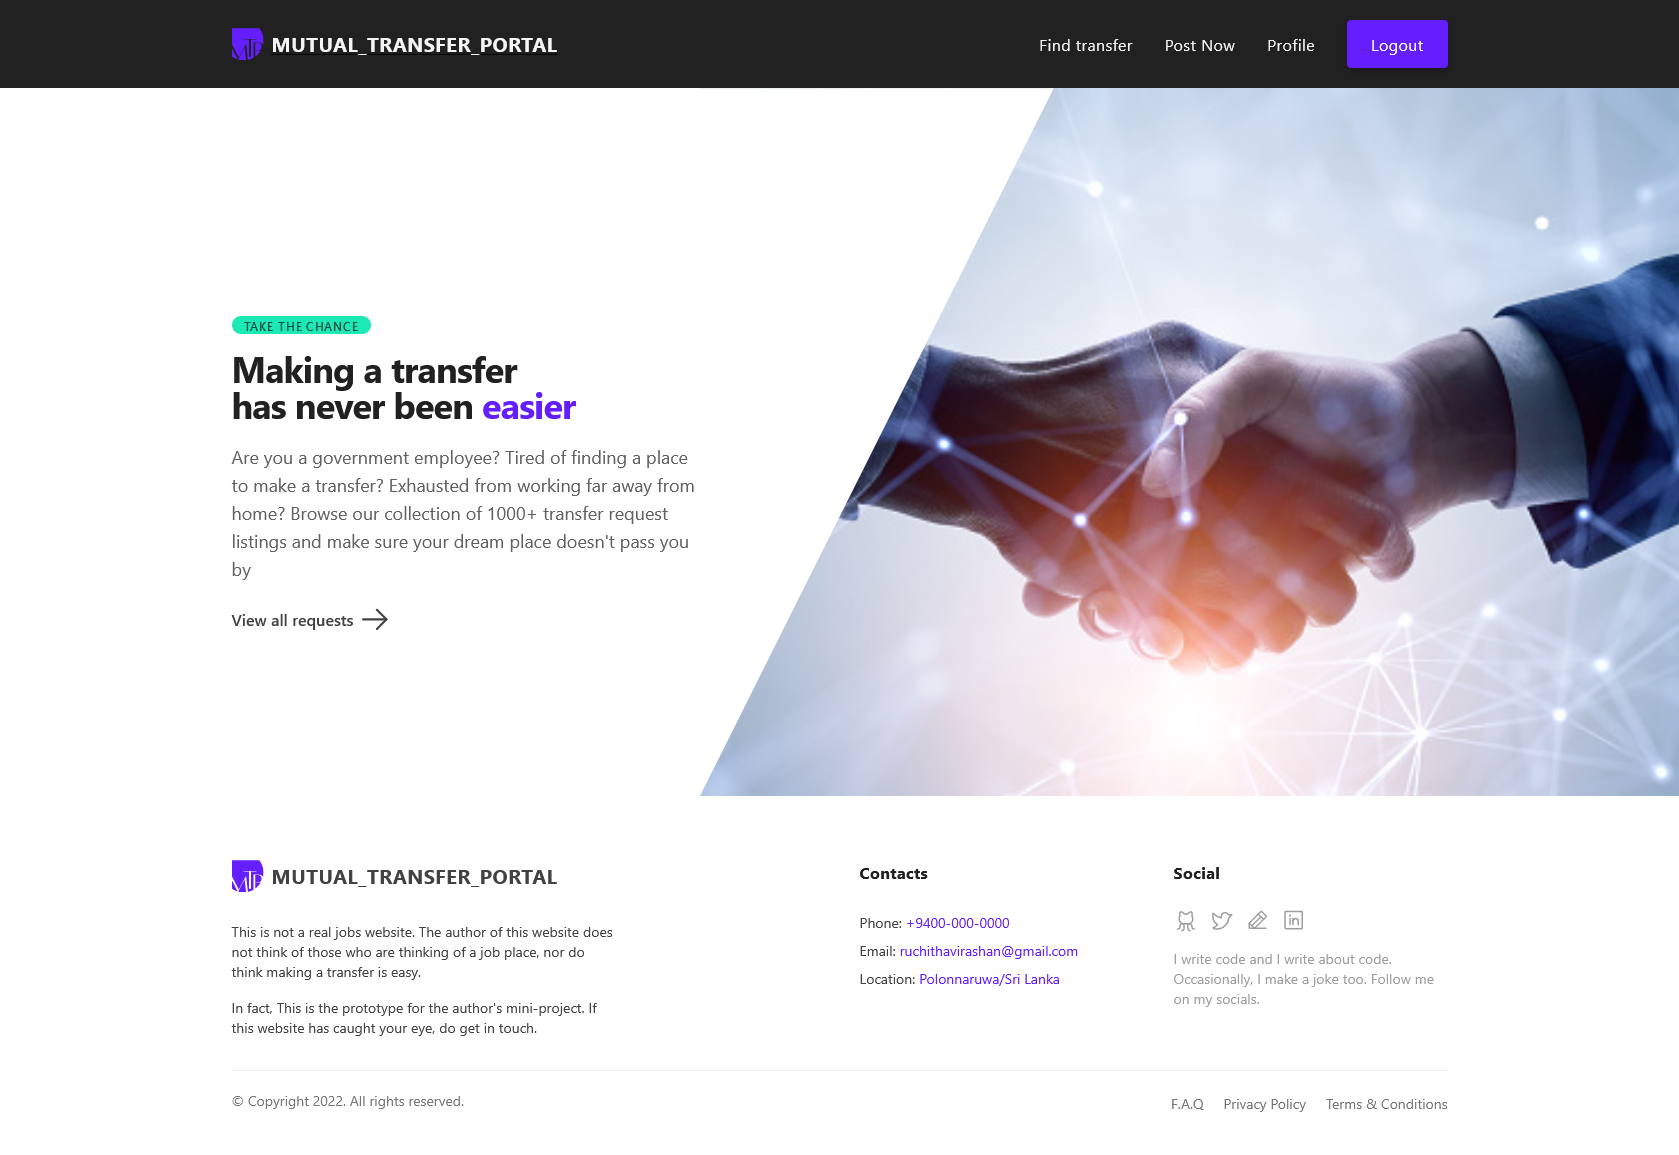 MTP MUTUAL_TRANSFER_PORTAL
Find transfer
Post Now
Profile
Logout
TAKE THE CHANCE
Making a transfer
has never been easier
Are you a government employee? Tired of finding a place
to make a transfer? Exhausted from working far away from
home? Browse our collection of 1000+ transfer request
listings and make sure your dream place doesn't pass you
by
View all requests
MTP MUTUAL_TRANSFER_PORTAL
This is not a real jobs website. The author of this website does
not think of those who are thinking of a job place, nor do
think making a transfer is easy.
In fact, This is the prototype for the author's mini-project. If
this website has caught your eye, do get in touch.
Contacts
Phone: +9400-000-0000
Email: ruchithavirashan@gmail.com
Location: Polonnaruwa/Sri Lanka
Social
in
I write code and I write about code.
Occasionally, I make a joke too. Follow me
on my socials.
© Copyright 2022. All rights reserved.
F.A.Q
Privacy Policy
Terms & Conditions